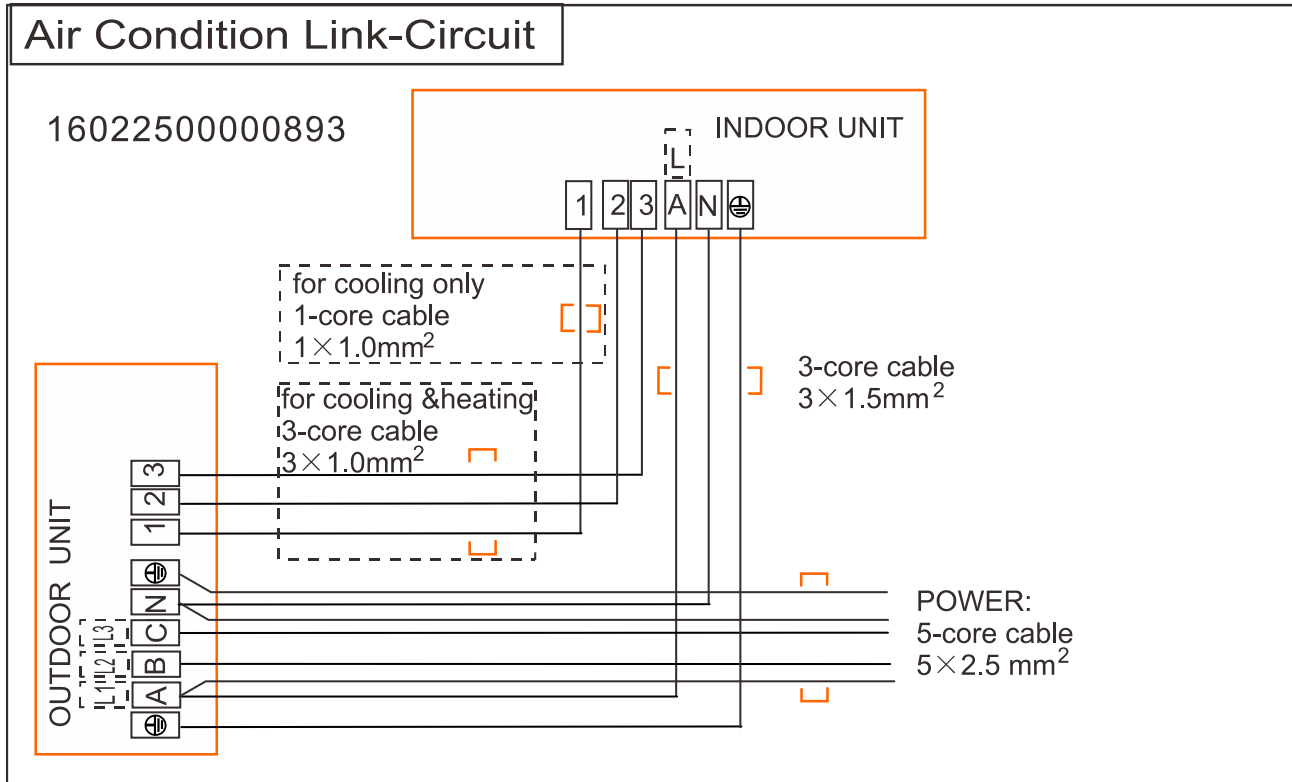 Air Condition Link-Circuit
16022500000893
INDOOR UNIT
L
1 2 3 A N
for cooling only
1-core cable
1×1.0mm²
3-core cable
3×1.5mm²
for cooling &heating
3-core cable
3×1.0mm²
OUTDOOR UNIT
3
2
1
N
L3 C
L2 B
L1 A
POWER:
5-core cable
5×2.5 mm²